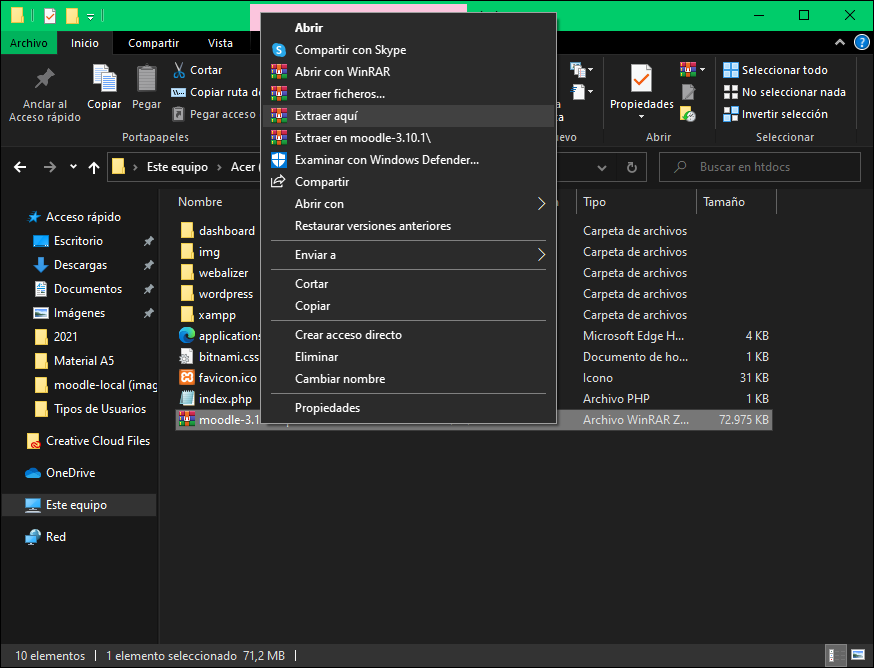 Archivo
Inicio
Compartir
Vista
Anclar al
Acceso rápido
Copiar
Pegar
Cortar
Copiar ruta de
Pegar acceso
Portapapeles
Propiedades
Abrir
Seleccionar todo
No seleccionar nada
Invertir selección
Seleccionar
Este equipo
Acer (
Buscar en htdocs
Abrir
Compartir con Skype
Abrir con WinRAR
Extraer ficheros...
Extraer aquí
Extraer en moodle-3.10.1\
Examinar con Windows Defender...
Compartir
Abrir con
Restaurar versiones anteriores
Enviar a
Cortar
Copiar
Crear acceso directo
Eliminar
Cambiar nombre
Propiedades
Acceso rápido
Escritorio
Descargas
Documentos
Imágenes
2021
Material A5
moodle-local (imag
Tipos de Usuarios
Creative Cloud Files
OneDrive
Este equipo
Red
Nombre Tipo Tamaño
dashboard Carpeta de archivos
img Carpeta de archivos
webalizer Carpeta de archivos
wordpress Carpeta de archivos
xampp Carpeta de archivos
applications Microsoft Edge H... 4 KB
bitnami.css Documento de ho... 1 KB
favicon.ico Icono 31 KB
index.php Archivo PHP 1 KB
moodle-3.1 Archivo WinRAR Z... 72.975 KB
10 elementos
1 elemento seleccionado 71,2 MB